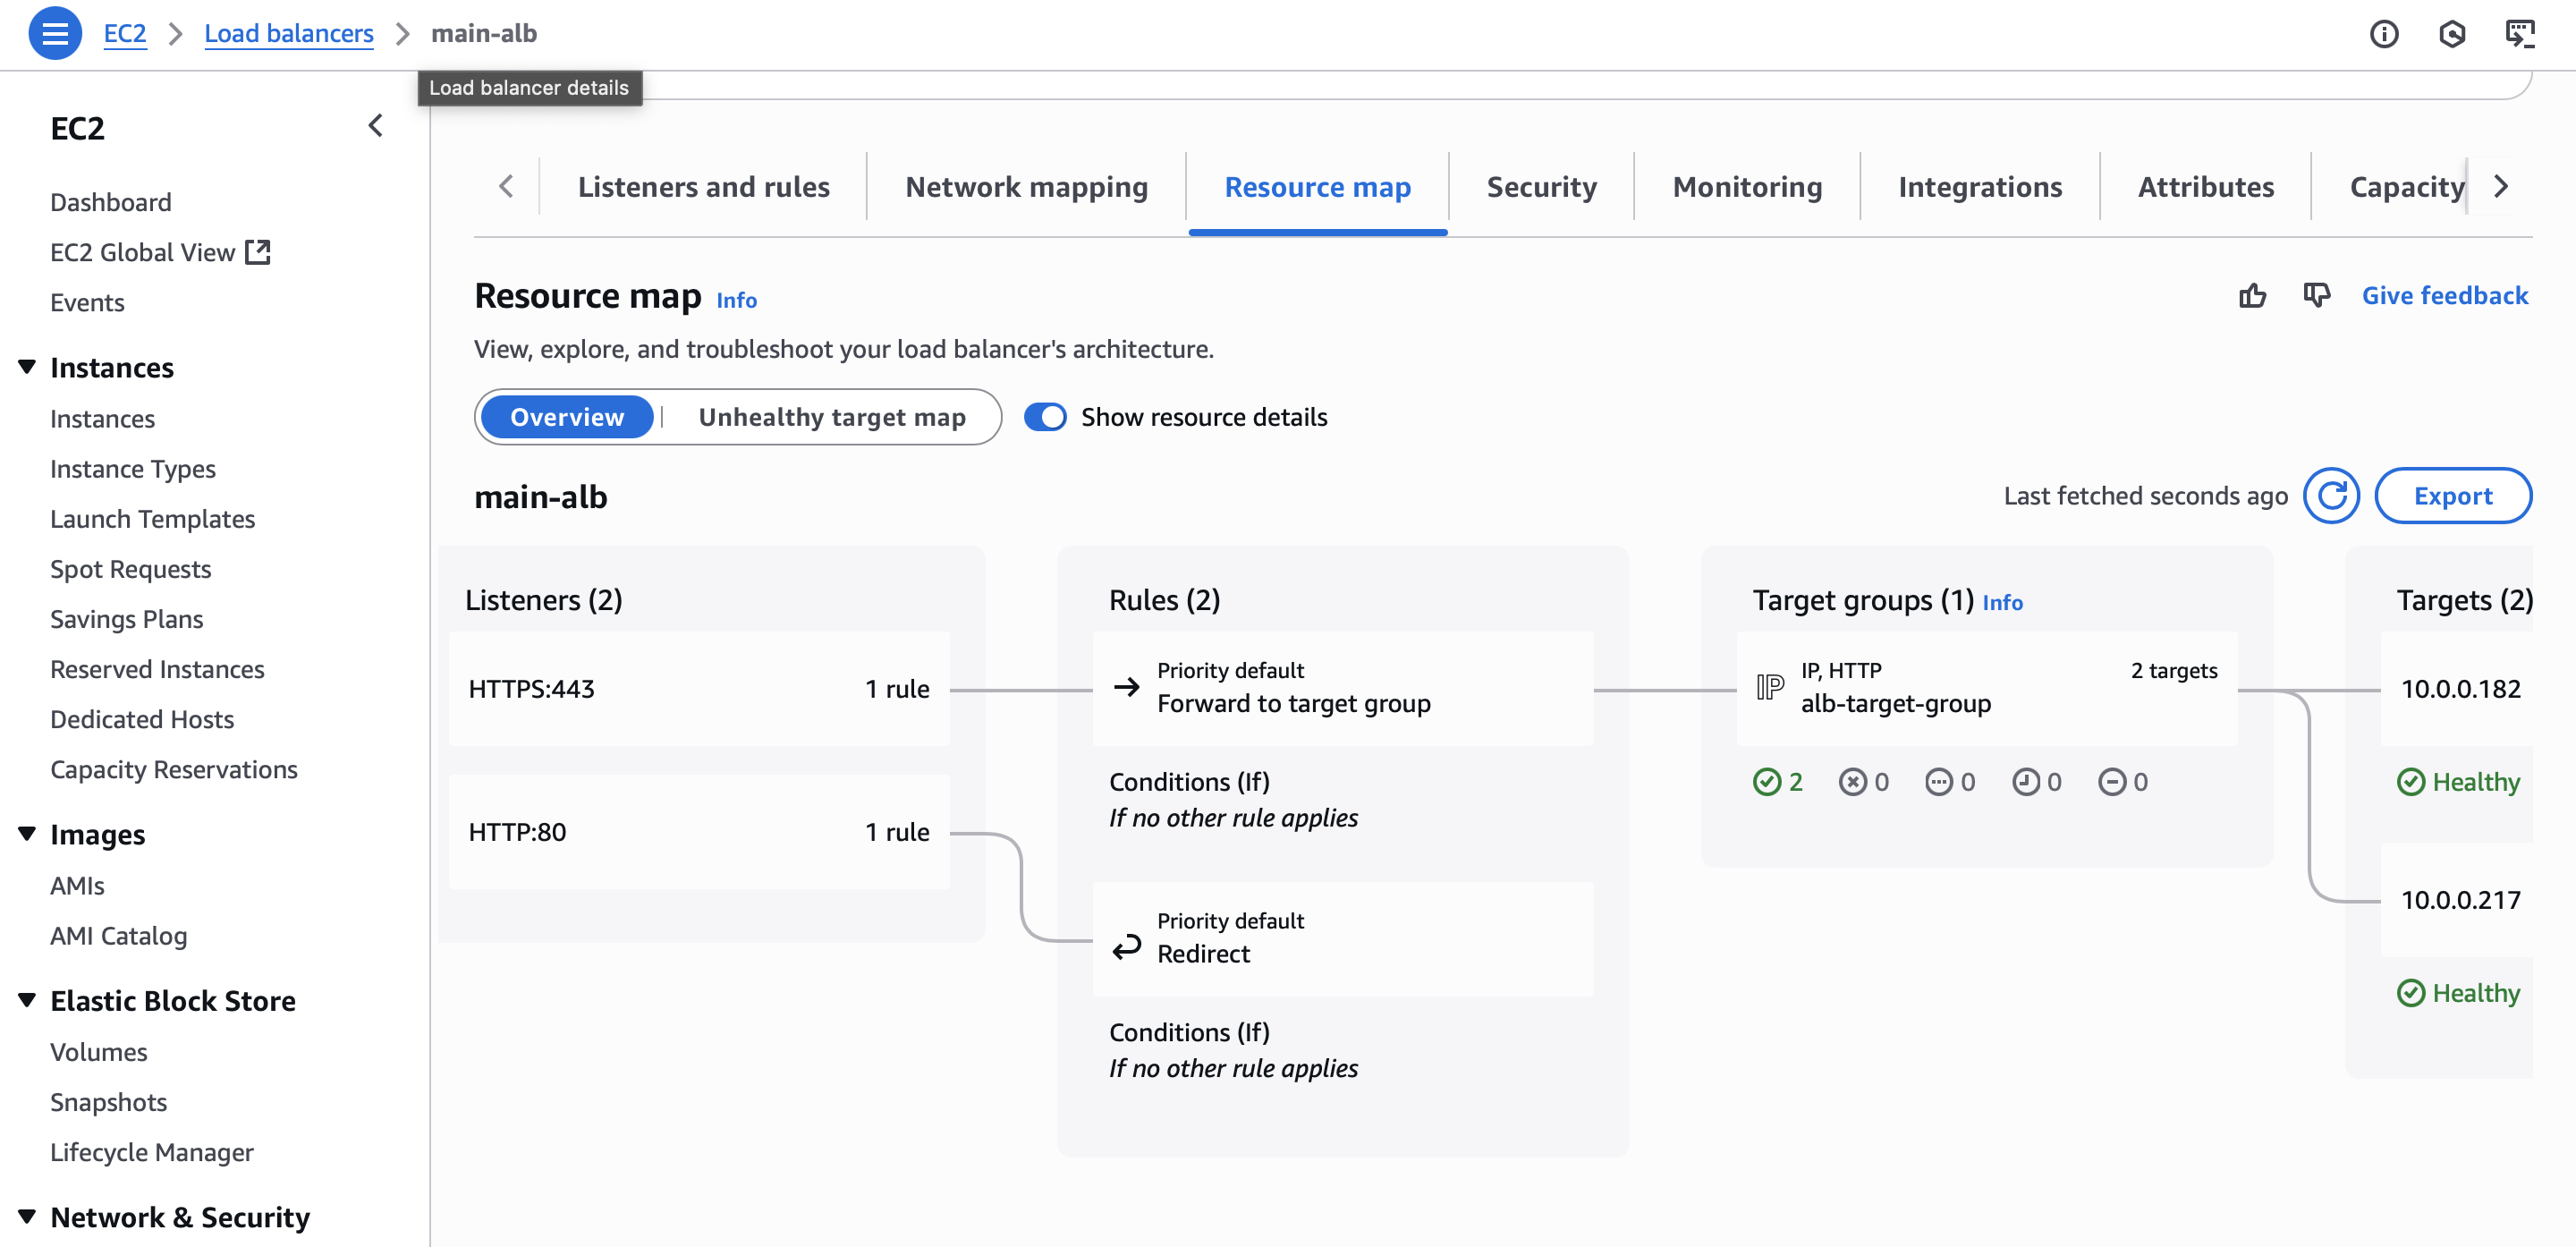 EC2 > Load balancers > main-alb
Load balancer details
EC2
Dashboard
EC2 Global View
Events
Instances
Instances
Instance Types
Launch Templates
Spot Requests
Savings Plans
Reserved Instances
Dedicated Hosts
Capacity Reservations
Images
AMIs
AMI Catalog
Elastic Block Store
Volumes
Snapshots
Lifecycle Manager
Network & Security
Listeners and rules
Network mapping
Resource map
Security
Monitoring
Integrations
Attributes
Capacity
Resource map Info
Give feedback
View, explore, and troubleshoot your load balancer's architecture.
Overview
Unhealthy target map
Show resource details
main-alb
Last fetched seconds ago
Export
Listeners (2)
HTTPS:443 1 rule
HTTP:80 1 rule
Rules (2)
Priority default
Forward to target group
Conditions (If)
If no other rule applies
Priority default
Redirect
Conditions (If)
If no other rule applies
Target groups (1) Info
IP, HTTP 2 targets
IP alb-target-group
2 0 0 0 0
Targets (2)
10.0.0.182
Healthy
10.0.0.217
Healthy